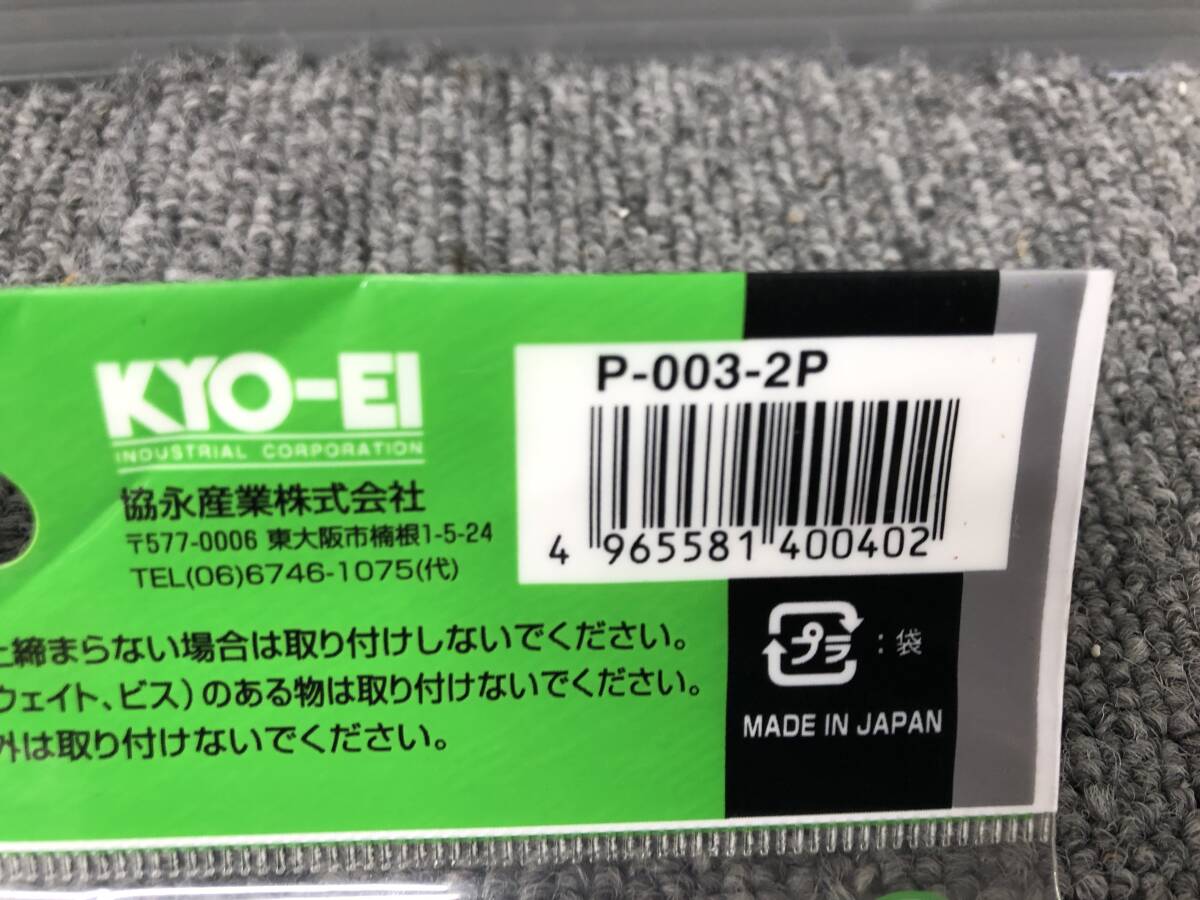 KYO-EI
INDUSTRIAL CORPORATION
協永産業株式会社
〒577-0006 東大阪市楠根1-5-24
TEL(06)6746-1075(代)
P-003-2P
4 965581 400402
上締まらない場合は取り付けしないでください。
ウェイト、ビス)のある物は取り付けないでください。
外は取り付けないでください。
プラ :袋
MADE IN JAPAN